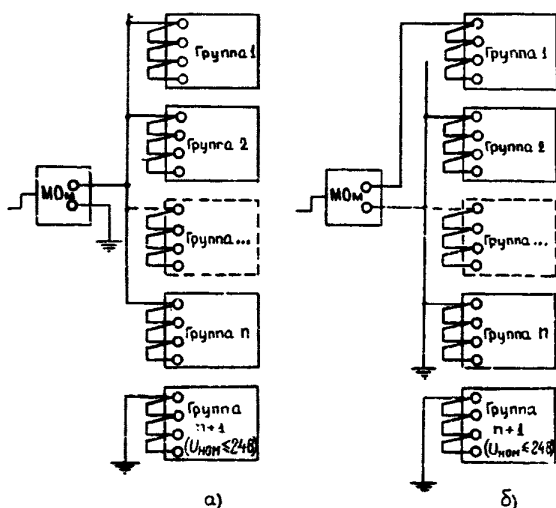 Группа 1
Группа 2
МОм
Группа...
Группа n
Группа
n+1
(Uном≤24В)
а)
Группа 1
Группа 2
МОм
Группа...
Группа n
Группа
n+1
(Uном≤24В)
б)